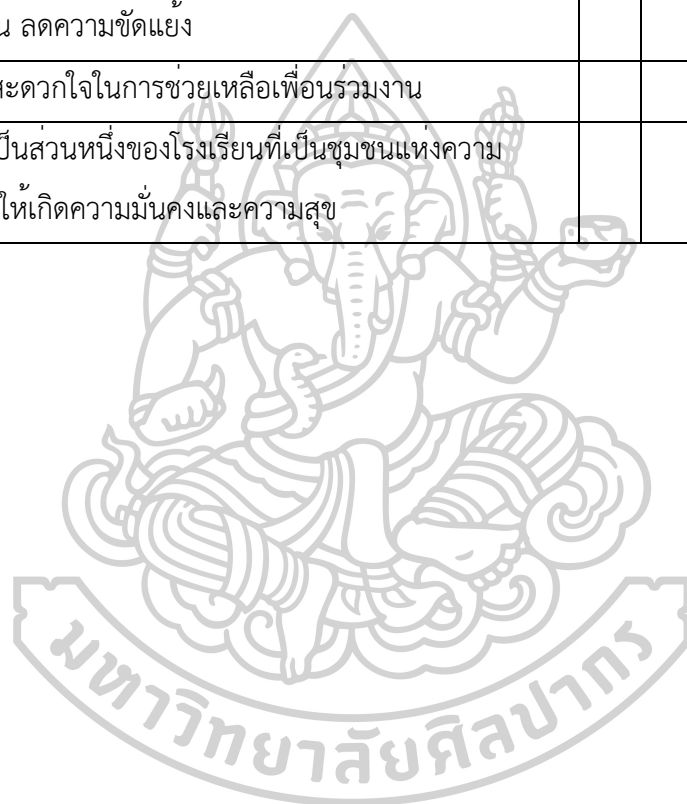 น ลดความขัดแย้ง
สะดวกใจในการช่วยเหลือเพื่อนร่วมงาน
ป็นส่วนหนึ่งของโรงเรียนที่เป็นชุมชนแห่งความ
ให้เกิดความมั่นคงและความสุข
มหาวิทยาลัยศิลปากร